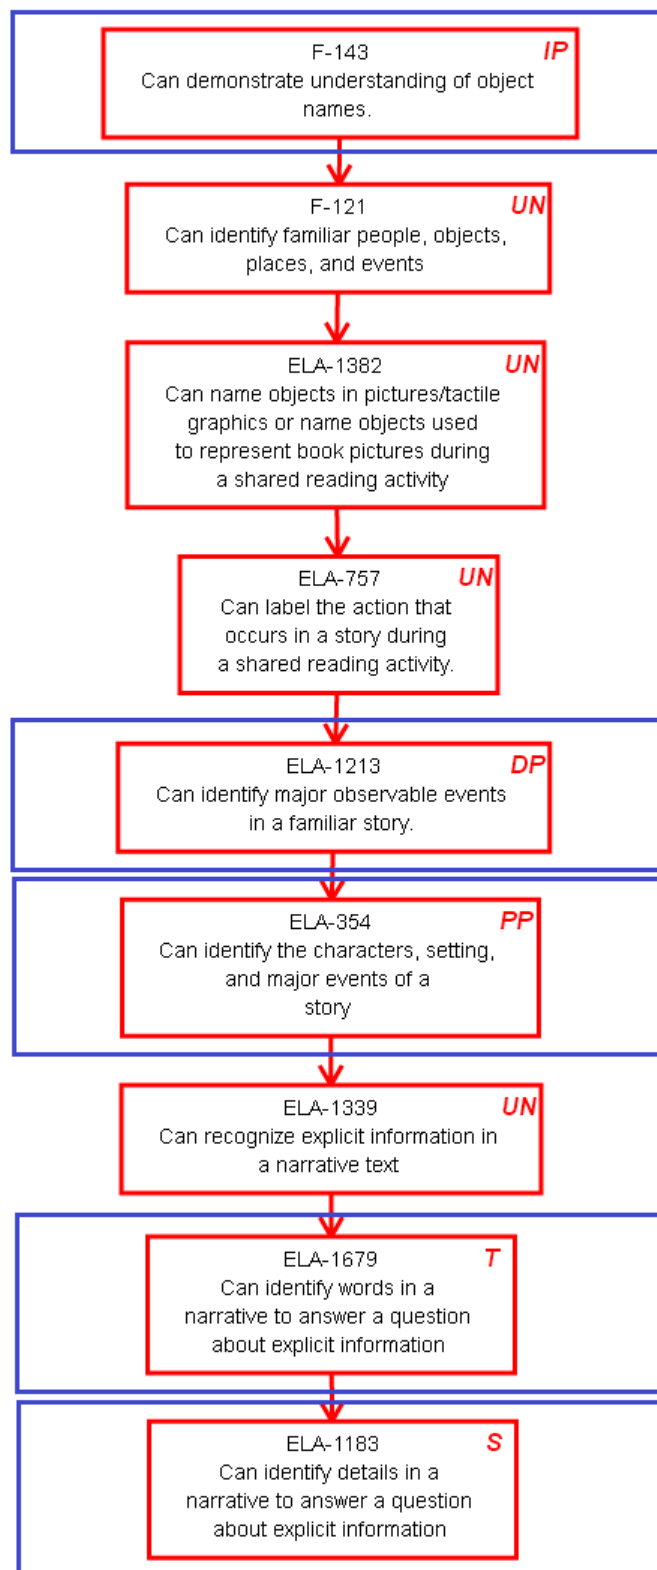 F-143 IP
Can demonstrate understanding of object
names.
F-121 UN
Can identify familiar people, objects,
places, and events
ELA-1382 UN
Can name objects in pictures/tactile
graphics or name objects used
to represent book pictures during
a shared reading activity
ELA-757 UN
Can label the action that
occurs in a story during
a shared reading activity.
ELA-1213 DP
Can identify major observable events
in a familiar story.
ELA-354 PP
Can identify the characters, setting,
and major events of a
story
ELA-1339 UN
Can recognize explicit information in
a narrative text
ELA-1679 T
Can identify words in a
narrative to answer a question
about explicit information
ELA-1183 S
Can identify details in a
narrative to answer a question
about explicit information